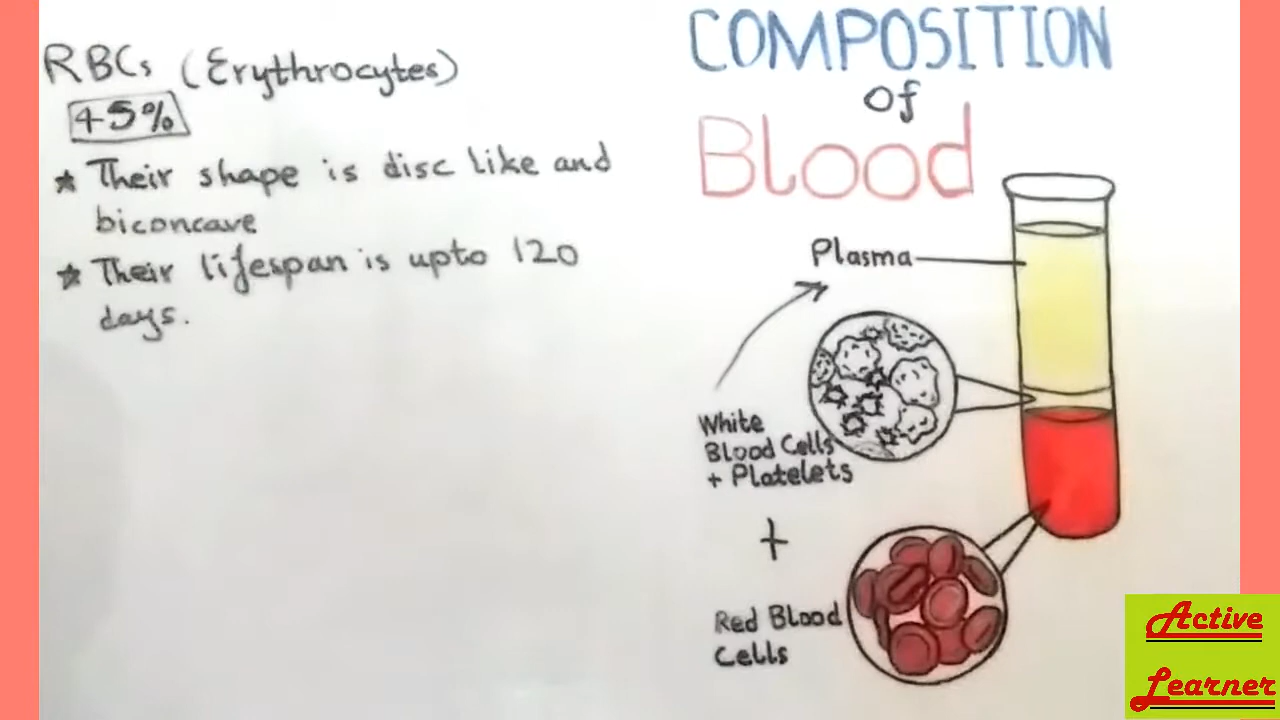 RBCs (Erythrocytes)
45%
★ Their shape is disc like and
biconcave
★ Their lifespan is upto 120
days.
COMPOSITION
of
Blood
Plasma
White
Blood Cells
+ Platelets
+
Red Blood
Cells
Active
Learner